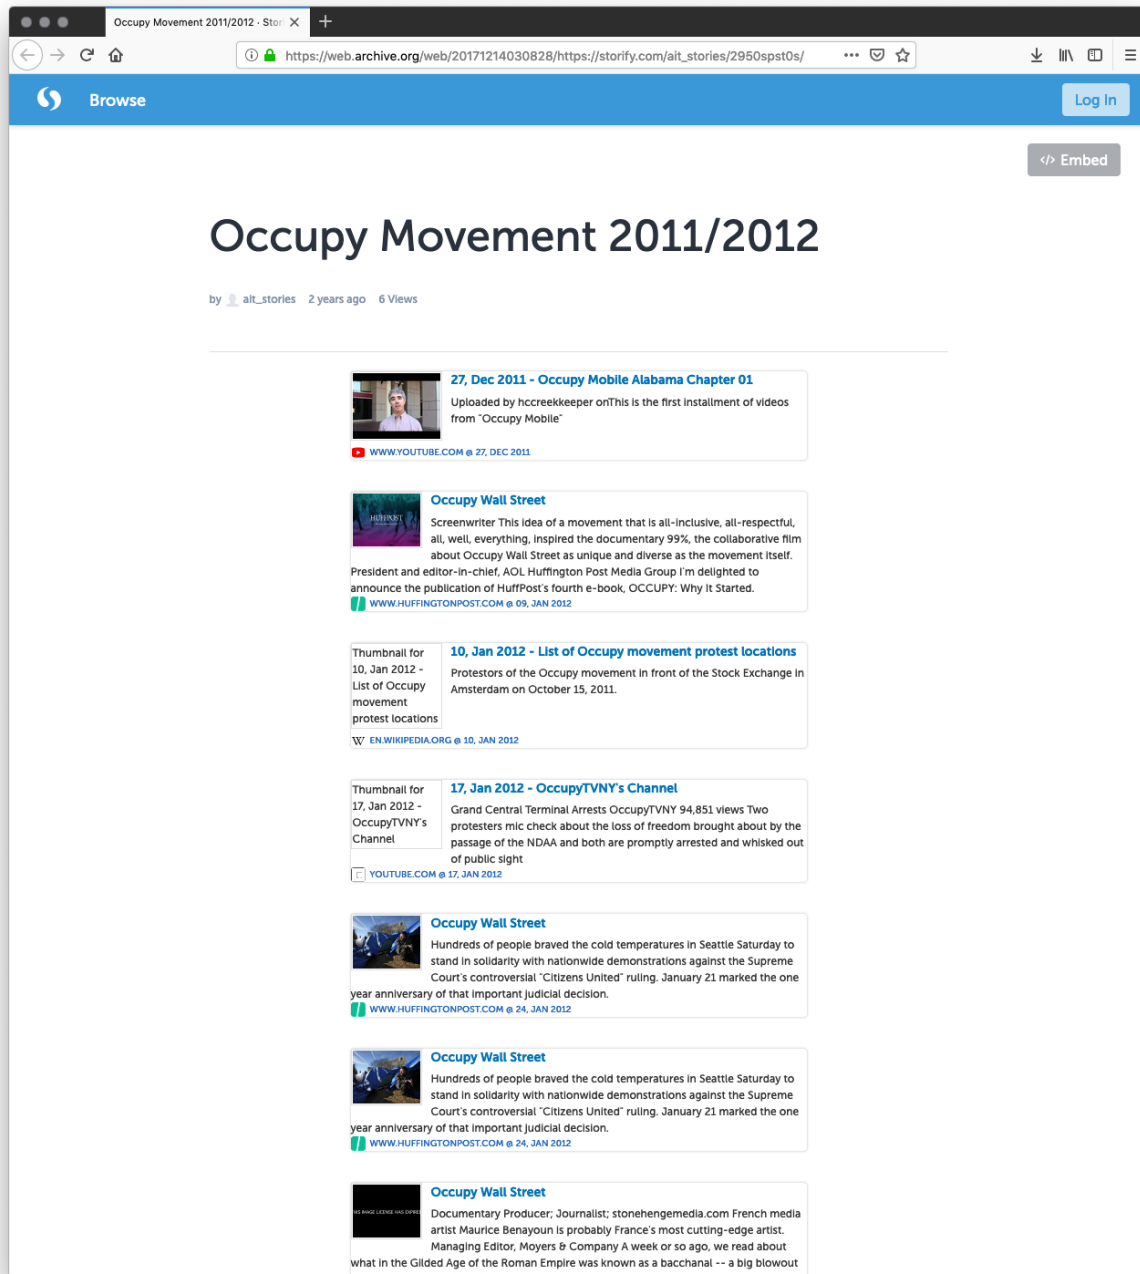 Occupy Movement 2011/2012 · Stor
https://web.archive.org/web/20171214030828/https://storify.com/ait_stories/2950spst0s/
Browse
Log In
</> Embed
Occupy Movement 2011/2012
by ait_stories 2 years ago 6 Views
27, Dec 2011 - Occupy Mobile Alabama Chapter 01
Uploaded by hccreekkeeper onThis is the first installment of videos
from "Occupy Mobile"
WWW.YOUTUBE.COM @ 27, DEC 2011
HUFFPOST
Occupy Wall Street
Screenwriter This idea of a movement that is all-inclusive, all-respectful,
all, well, everything, inspired the documentary 99%, the collaborative film
about Occupy Wall Street as unique and diverse as the movement itself.
President and editor-in-chief, AOL Huffington Post Media Group I'm delighted to
announce the publication of HuffPost's fourth e-book, OCCUPY: Why It Started.
WWW.HUFFINGTONPOST.COM @ 09, JAN 2012
Thumbnail for
10, Jan 2012 -
List of Occupy
movement
protest locations
10, Jan 2012 - List of Occupy movement protest locations
Protestors of the Occupy movement in front of the Stock Exchange in
Amsterdam on October 15, 2011.
W EN.WIKIPEDIA.ORG @ 10, JAN 2012
Thumbnail for
17, Jan 2012 -
OccupyTVNY's
Channel
17, Jan 2012 - OccupyTVNY's Channel
Grand Central Terminal Arrests OccupyTVNY 94,851 views Two
protesters mic check about the loss of freedom brought about by the
passage of the NDAA and both are promptly arrested and whisked out
of public sight
YOUTUBE.COM @ 17, JAN 2012
Occupy Wall Street
Hundreds of people braved the cold temperatures in Seattle Saturday to
stand in solidarity with nationwide demonstrations against the Supreme
Court's controversial "Citizens United" ruling. January 21 marked the one
year anniversary of that important judicial decision.
WWW.HUFFINGTONPOST.COM @ 24, JAN 2012
Occupy Wall Street
Hundreds of people braved the cold temperatures in Seattle Saturday to
stand in solidarity with nationwide demonstrations against the Supreme
Court's controversial "Citizens United" ruling. January 21 marked the one
year anniversary of that important judicial decision.
WWW.HUFFINGTONPOST.COM @ 24, JAN 2012
HIS IMAGE LICENSE HAS EXPIRE
Occupy Wall Street
Documentary Producer; Journalist; stonehengemedia.com French media
artist Maurice Benayoun is probably France's most cutting-edge artist.
Managing Editor, Moyers & Company A week or so ago, we read about
what in the Gilded Age of the Roman Empire was known as a bacchanal -- a big blowout